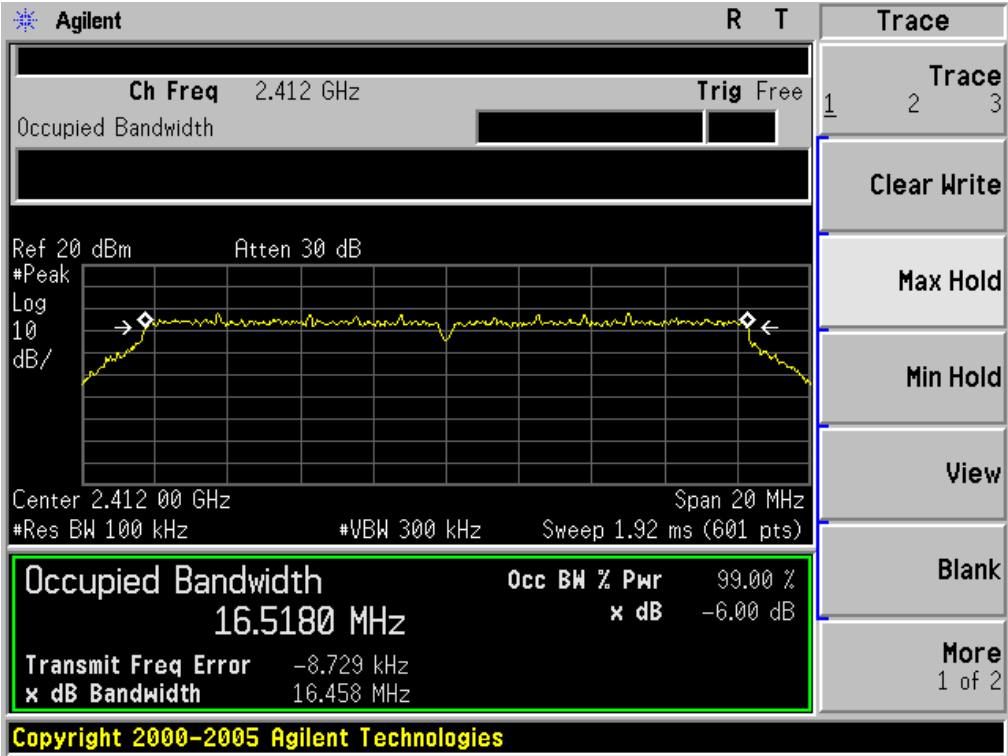 Agilent R T
Ch Freq 2.412 GHz Trig Free
Occupied Bandwidth
Ref 20 dBm Atten 30 dB
#Peak
Log
10
dB/
Center 2.412 00 GHz Span 20 MHz
#Res BW 100 kHz #VBW 300 kHz Sweep 1.92 ms (601 pts)
Occupied Bandwidth
16.5180 MHz
Occ BW % Pwr 99.00 %
x dB -6.00 dB
Transmit Freq Error -8.729 kHz
x dB Bandwidth 16.458 MHz
Copyright 2000-2005 Agilent Technologies
Trace
Trace
1 2 3
Clear Write
Max Hold
Min Hold
View
Blank
More
1 of 2